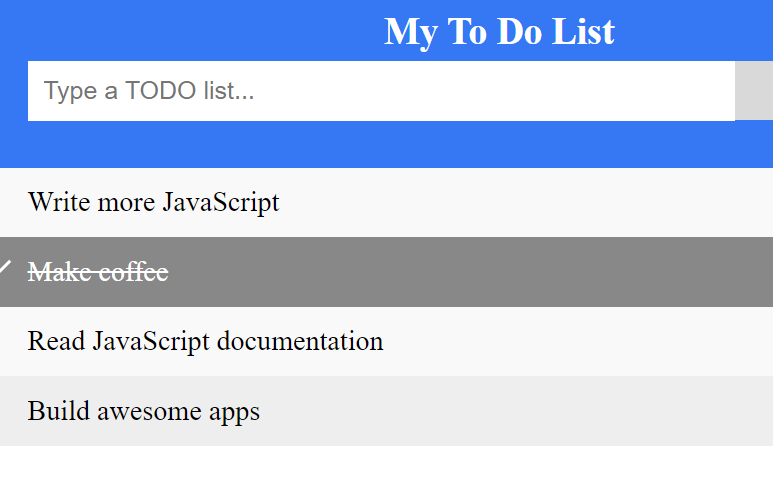 My To Do List
Type a TODO list...
Write more JavaScript
Make coffee
Read JavaScript documentation
Build awesome apps